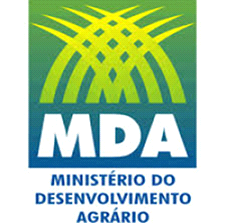 MDA
MINISTÉRIO DO
DESENVOLVIMENTO
AGRÁRIO